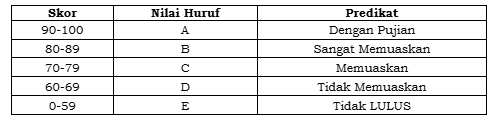 Skor Nilai Huruf Predikat
90-100 A Dengan Pujian
80-89 B Sangat Memuaskan
70-79 C Memuaskan
60-69 D Tidak Memuaskan
0-59 E Tidak LULUS